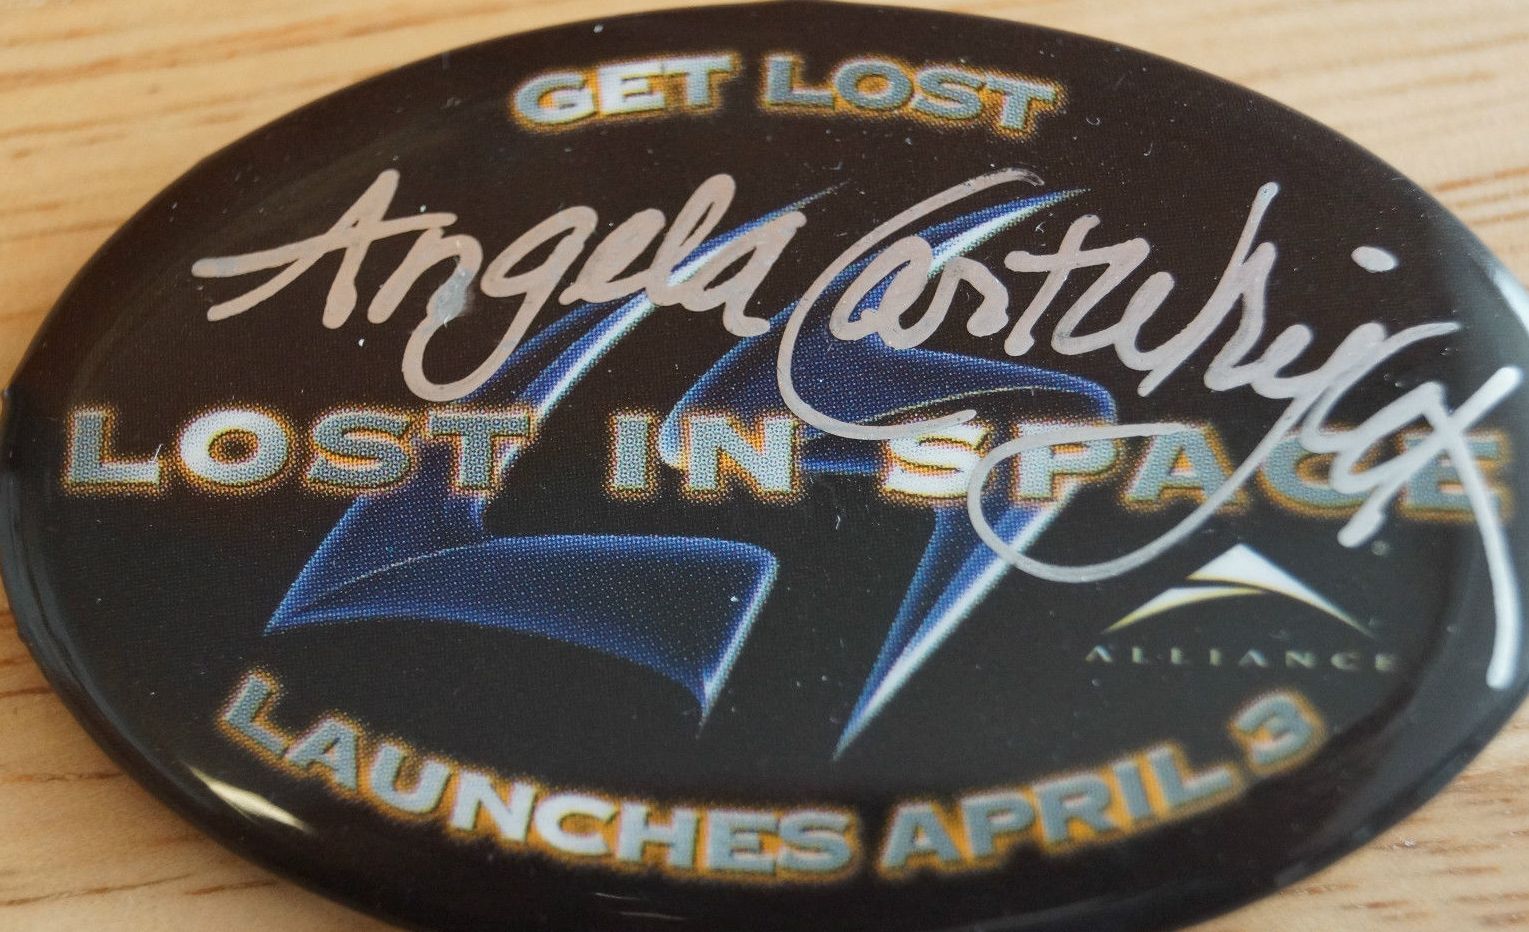 GET LOST
Angela Cartwright
LOST IN SPACE
ALLIANCE
LAUNCHES APRIL 3